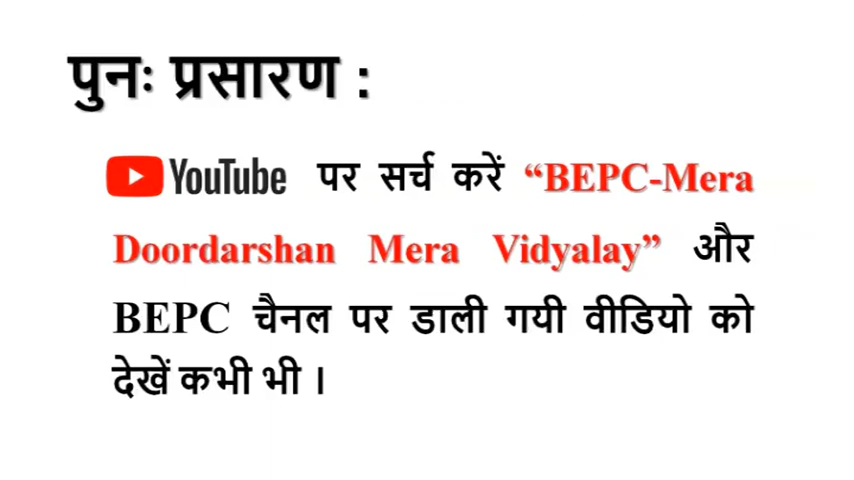 पुनः प्रसारण :
YouTube पर सर्च करें “BEPC-Mera
Doordarshan Mera Vidyalay” और
BEPC चैनल पर डाली गयी वीडियो को
देखें कभी भी ।